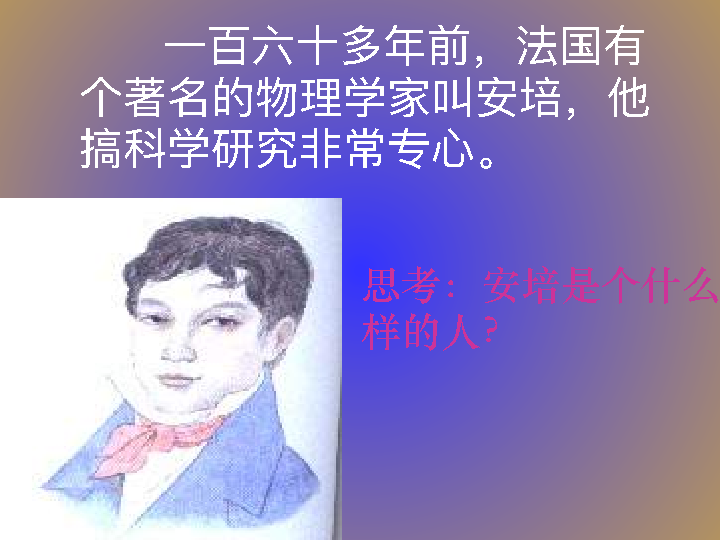 一百六十多年前，法国有
个著名的物理学家叫安培，他
搞科学研究非常专心。
思考：安培是个什么
样的人？